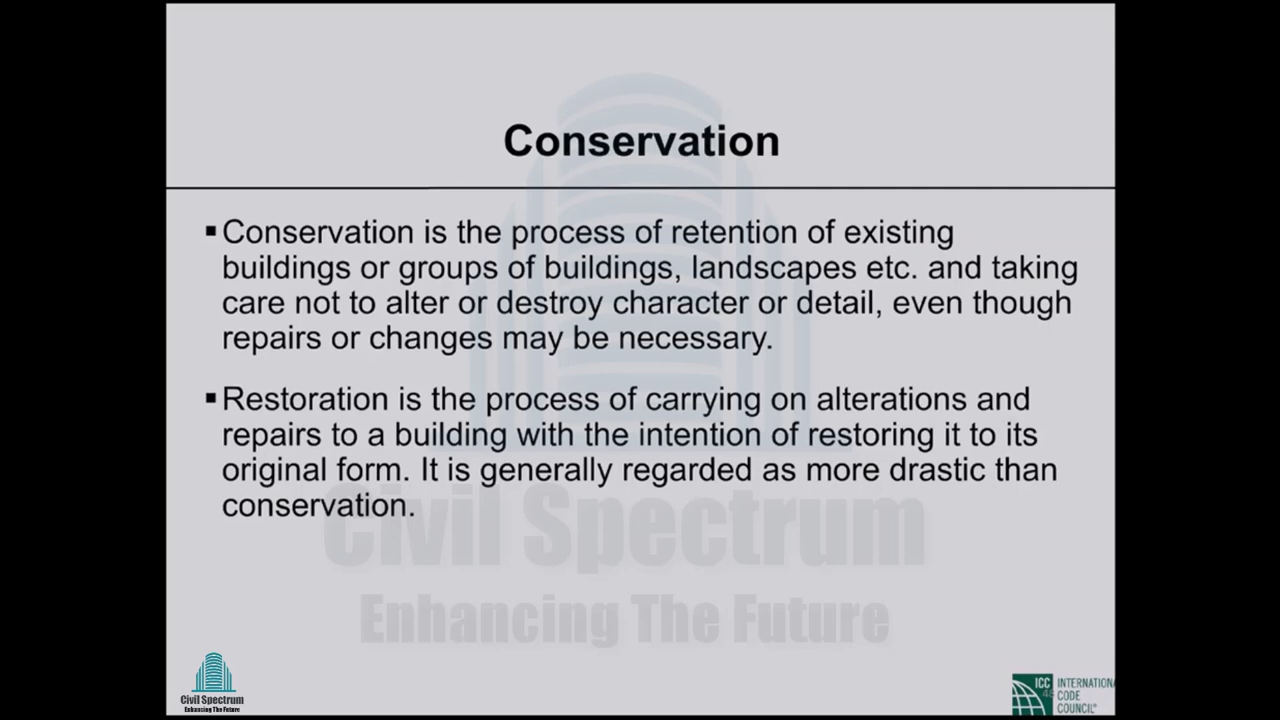 Conservation
▪Conservation is the process of retention of existing
buildings or groups of buildings, landscapes etc. and taking
care not to alter or destroy character or detail, even though
repairs or changes may be necessary.
▪Restoration is the process of carrying on alterations and
repairs to a building with the intention of restoring it to its
original form. It is generally regarded as more drastic than
conservation.
Civil Spectrum
Enhancing The Future
Civil Spectrum
Enhancing The Future
ICC INTERNATIONA
CODE
COUNCIL®